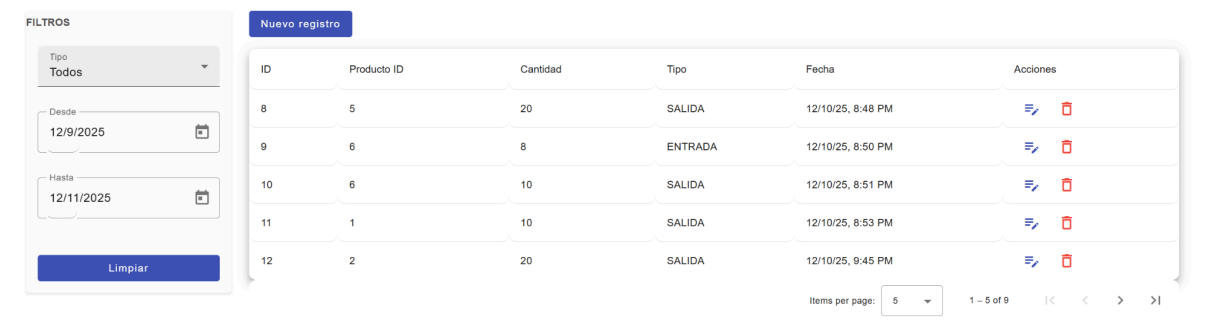 FILTROS
Tipo
Todos
Desde
12/9/2025
Hasta
12/11/2025
Limpiar
Nuevo registro
ID Producto ID Cantidad Tipo Fecha Acciones
8 5 20 SALIDA 12/10/25, 8:48 PM
9 6 8 ENTRADA 12/10/25, 8:50 PM
10 6 10 SALIDA 12/10/25, 8:51 PM
11 1 10 SALIDA 12/10/25, 8:53 PM
12 2 20 SALIDA 12/10/25, 9:45 PM
Items per page: 5 1 – 5 of 9